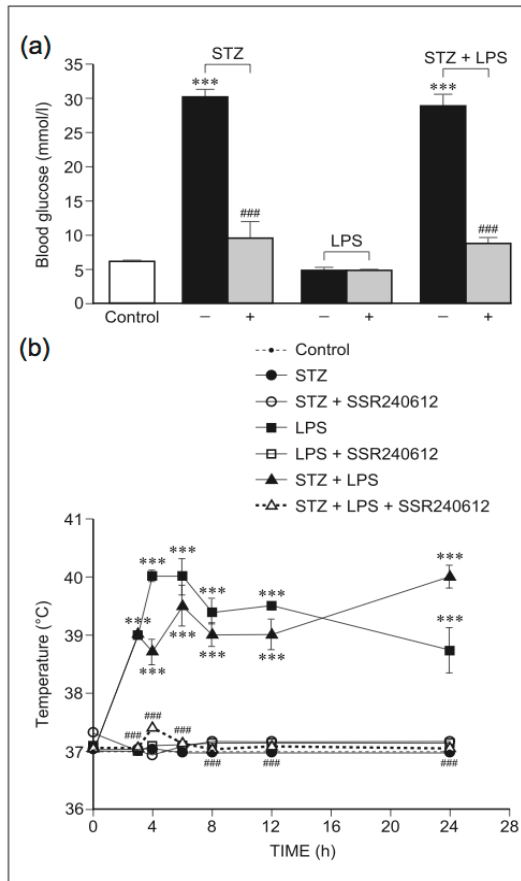 (a)
STZ
STZ + LPS
LPS
Blood glucose (mmol/l)
35
30
25
20
15
10
5
0
***
###
***
###
Control
– + – + – +
(b)
Control
STZ
STZ + SSR240612
LPS
LPS + SSR240612
STZ + LPS
STZ + LPS + SSR240612
Temperature (°C)
41
40
39
38
37
36
*** *** *** *** ***
*** *** *** *** *** ***
### ### ###
### ### ###
0 4 8 12 16 20 24 28
TIME (h)